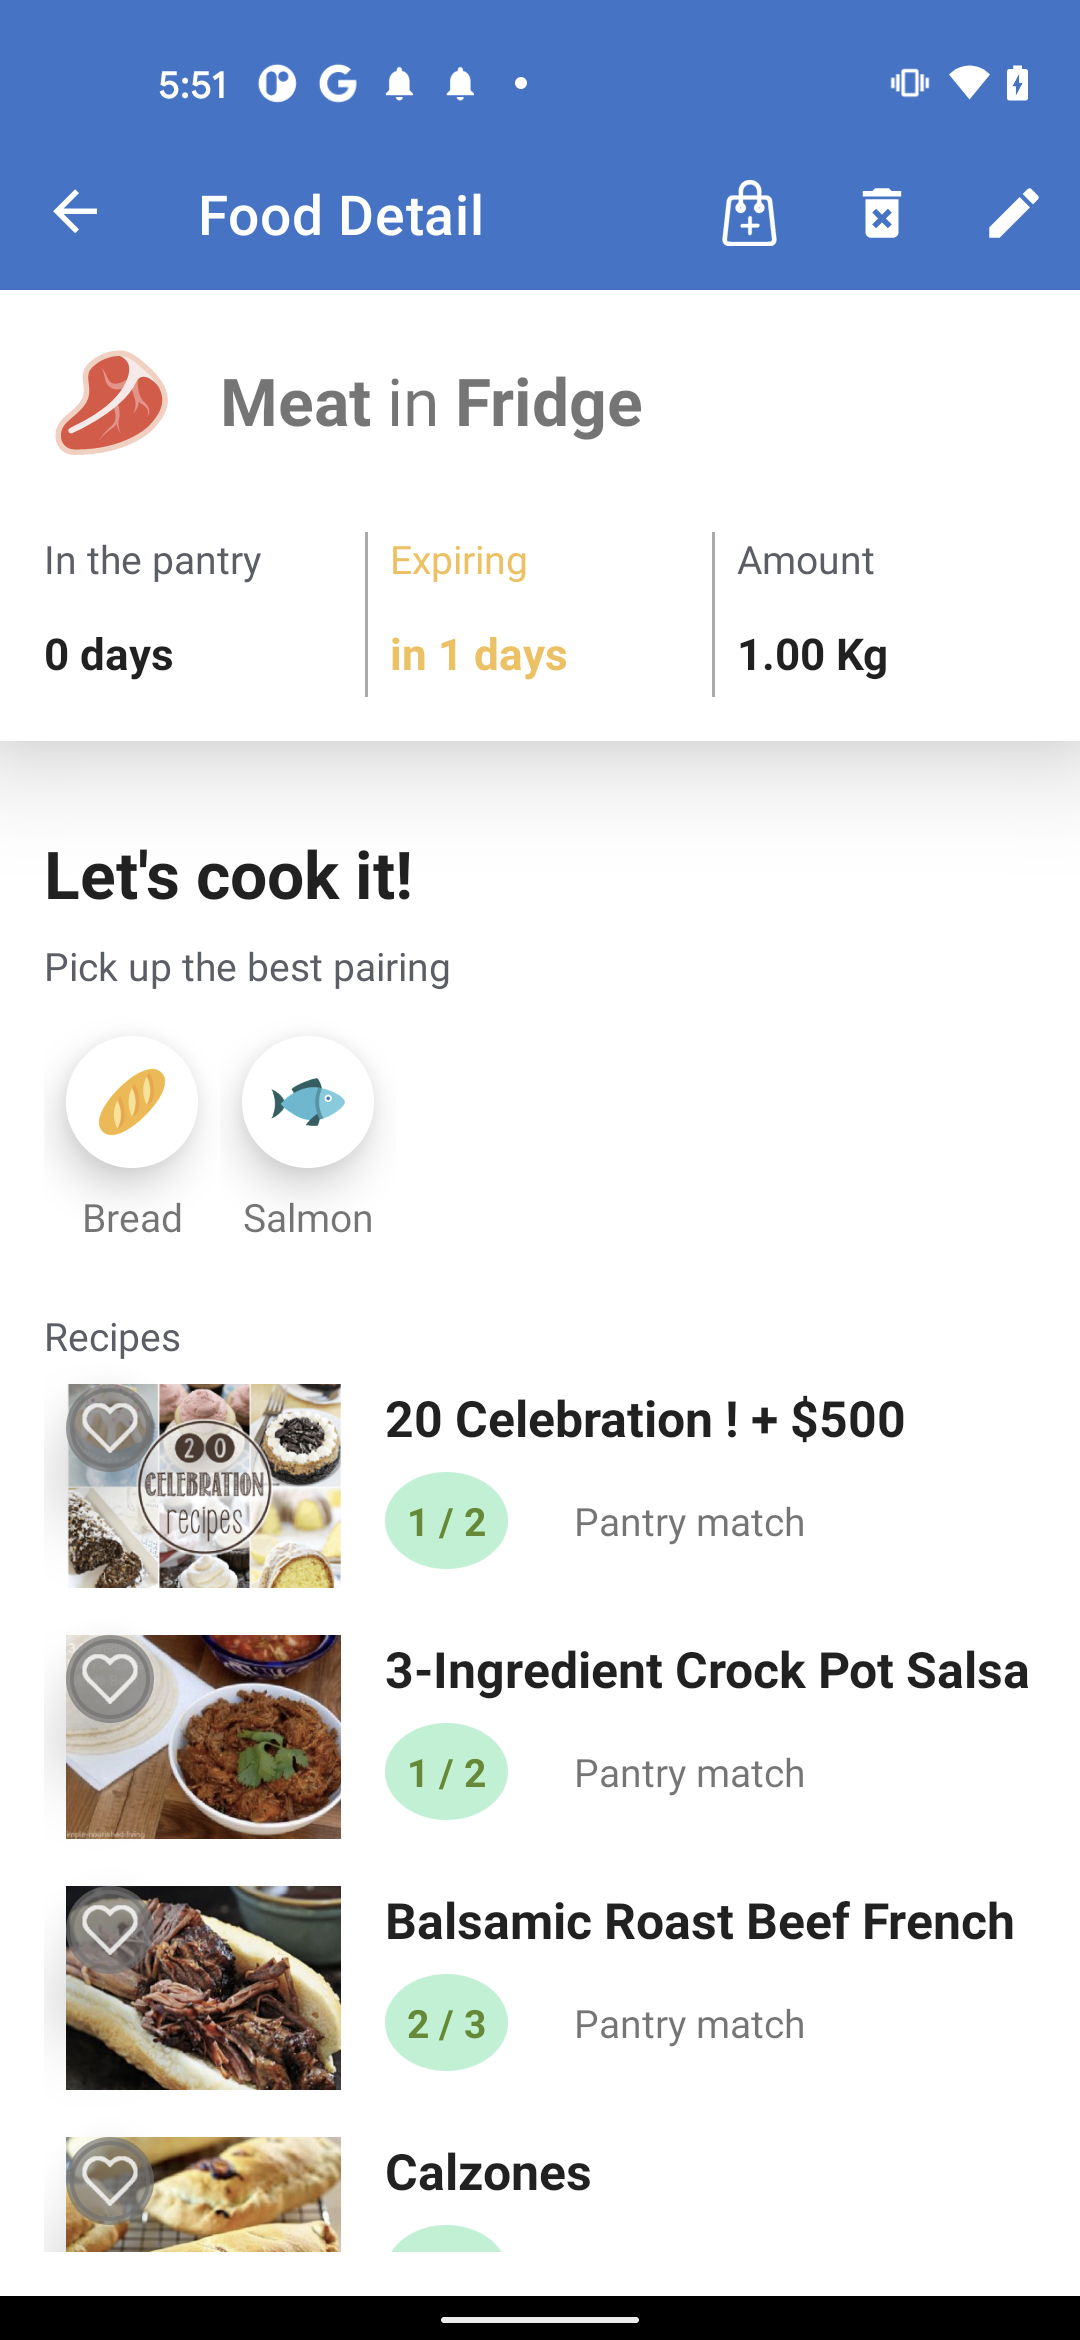 5:51
Food Detail
Meat in Fridge
In the pantry
Expiring
Amount
0 days
in 1 days
1.00 Kg
Let's cook it!
Pick up the best pairing
Bread
Salmon
Recipes
20
CELEBRATION
recipes
20 Celebration ! + $500
1 / 2
Pantry match
3-Ingredient Crock Pot Salsa
1 / 2
Pantry match
Balsamic Roast Beef French
2 / 3
Pantry match
Calzones